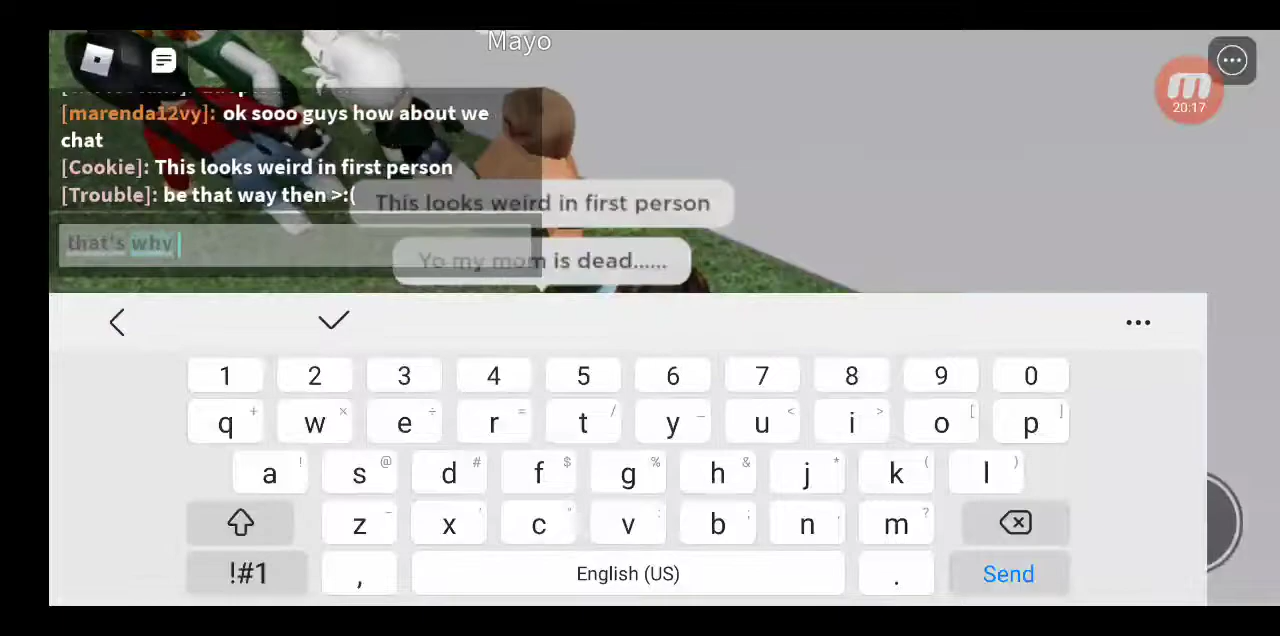 Mayo
20:17
[marenda12vy]: ok sooo guys how about we
chat
[Cookie]: This looks weird in first person
[Trouble]: be that way then >:(
This looks weird in first person
that's why
Yo my mom is dead......
1 2 3 4 5 6 7 8 9 0
q + w × e ÷ r = t / y _ u < i > o [ p ]
a ! s @ d # f $ g % h & j * k ( l )
z - x ' c " v : b ; n , m ?
!#1 , English (US) . Send